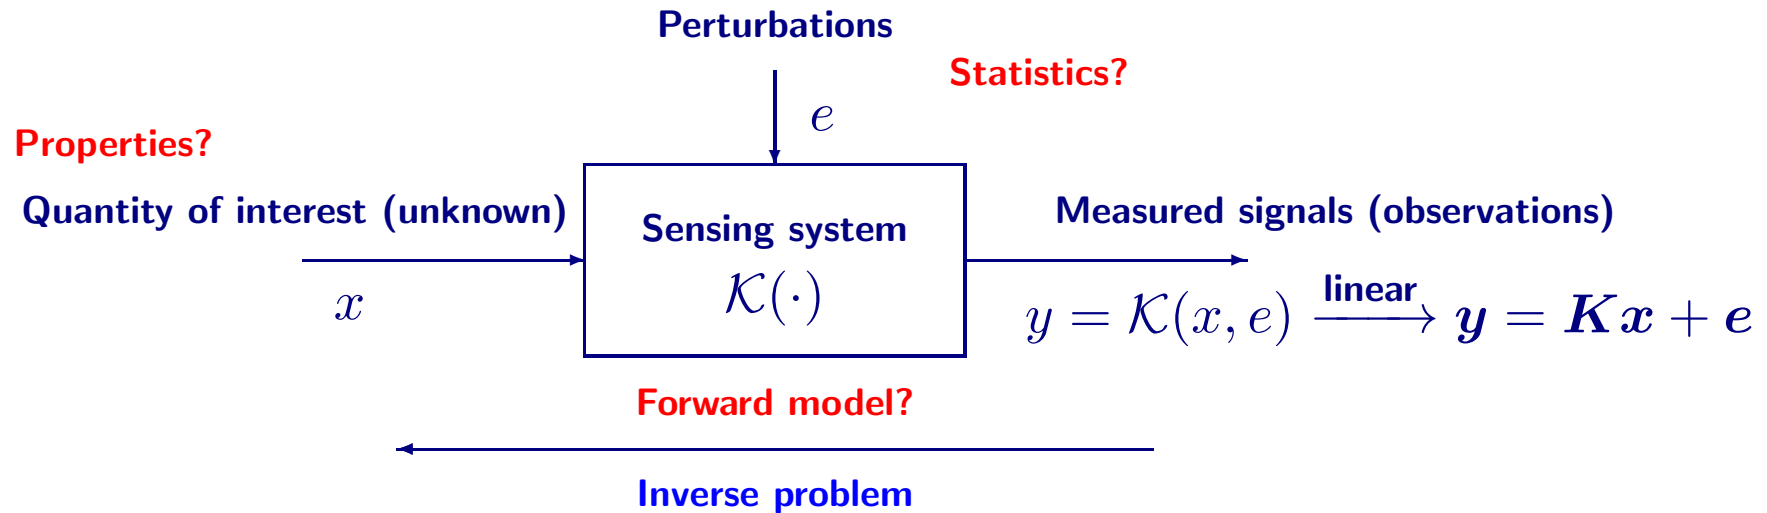 Perturbations
Statistics?
e
Properties?
Quantity of interest (unknown)
Sensing system
Measured signals (observations)
x
𝒦(·)
y = 𝒦(x, e) ⟶ 𝒚 = 𝑲𝒙 + 𝒆
linear
Forward model?
Inverse problem